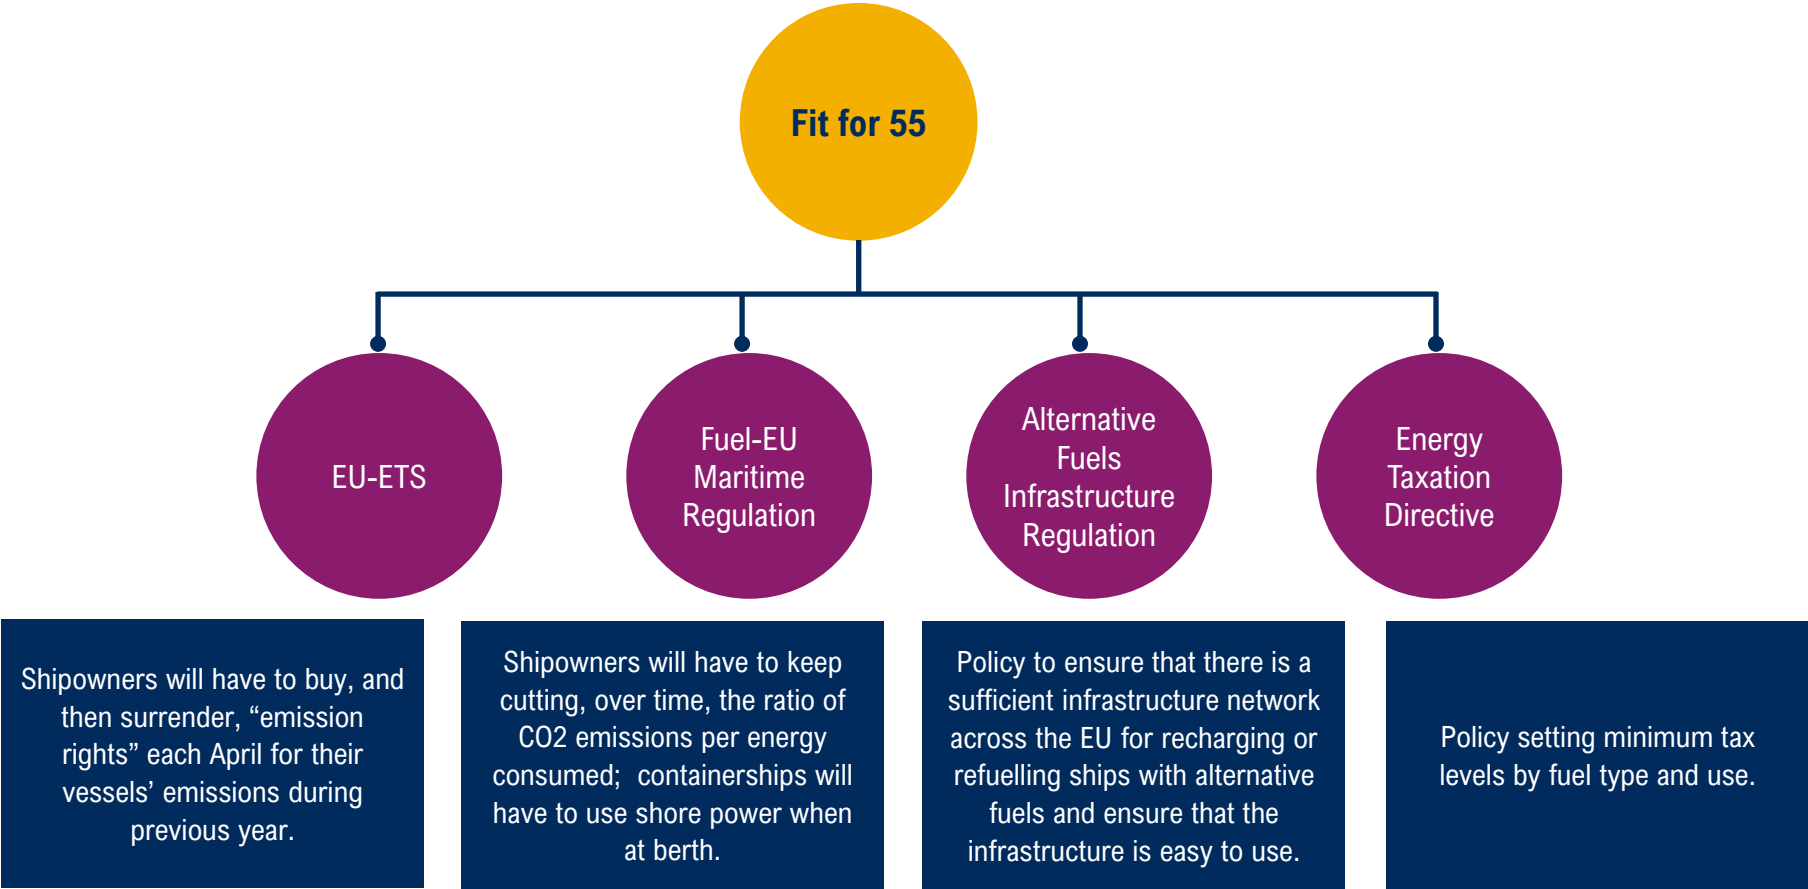 Fit for 55
EU-ETS
Fuel-EU
Maritime
Regulation
Alternative
Fuels
Infrastructure
Regulation
Energy
Taxation
Directive
Shipowners will have to buy, and
then surrender, “emission
rights” each April for their
vessels’ emissions during
previous year.
Shipowners will have to keep
cutting, over time, the ratio of
CO2 emissions per energy
consumed;  containerships will
have to use shore power when
at berth.
Policy to ensure that there is a
sufficient infrastructure network
across the EU for recharging or
refuelling ships with alternative
fuels and ensure that the
infrastructure is easy to use.
Policy setting minimum tax
levels by fuel type and use.